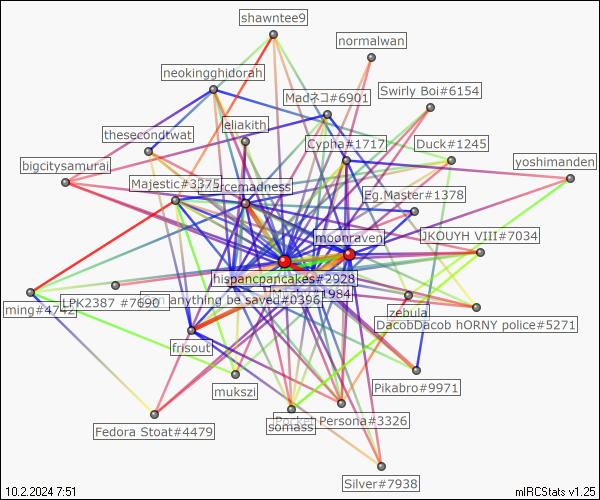 shawntee9
normalwan
neokingghidorah
Swirly Boi#6154
Madネコ#6901
eliakith
thesecondtwat
Cypha#1717
Duck#1245
bigcitysamurai
yoshimanden
Majestic#3375
rcemadness
Eg.Master#1378
moonraven
JKOUYH VIII#7034
hispancpancakes#2928
1984
LPK2387 #7690
anything be saved#0396
ming#4742
zebula
DacobDacob hORNY police#5271
frisout
Pikabro#9971
mukszi
Pocket Persona#3326
somass
Fedora Stoat#4479
Silver#7938
10.2.2024 7:51
mIRCStats v1.25